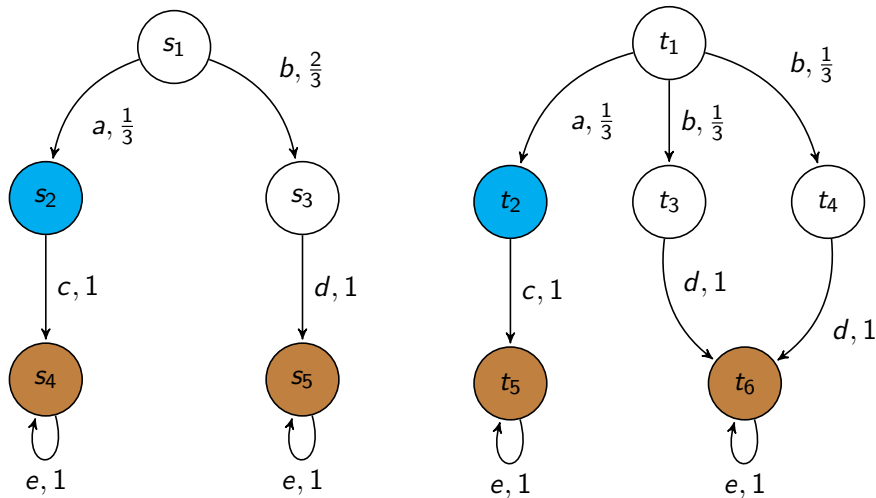 s₁
t₁
a, 1/3
b, 2/3
a, 1/3
b, 1/3
b, 1/3
s₂
s₃
t₂
t₃
t₄
c, 1
d, 1
c, 1
d, 1
d, 1
s₄
s₅
t₅
t₆
e, 1
e, 1
e, 1
e, 1